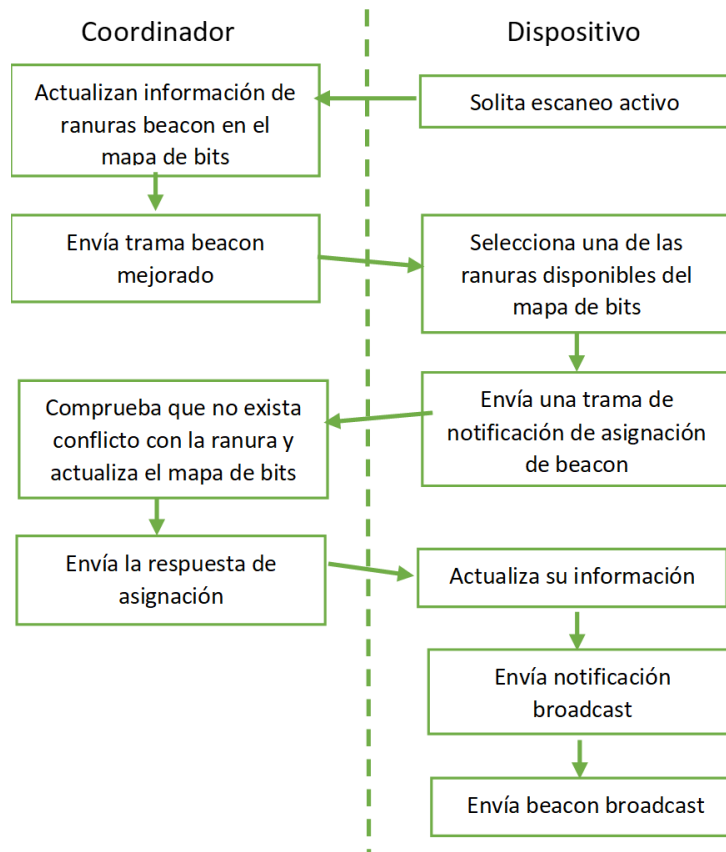 Coordinador
Dispositivo
Solita escaneo activo
Actualizan información de
ranuras beacon en el
mapa de bits
Envía trama beacon
mejorado
Selecciona una de las
ranuras disponibles del
mapa de bits
Envía una trama de
notificación de asignación
de beacon
Comprueba que no exista
conflicto con la ranura y
actualiza el mapa de bits
Envía la respuesta de
asignación
Actualiza su información
Envía notificación
broadcast
Envía beacon broadcast